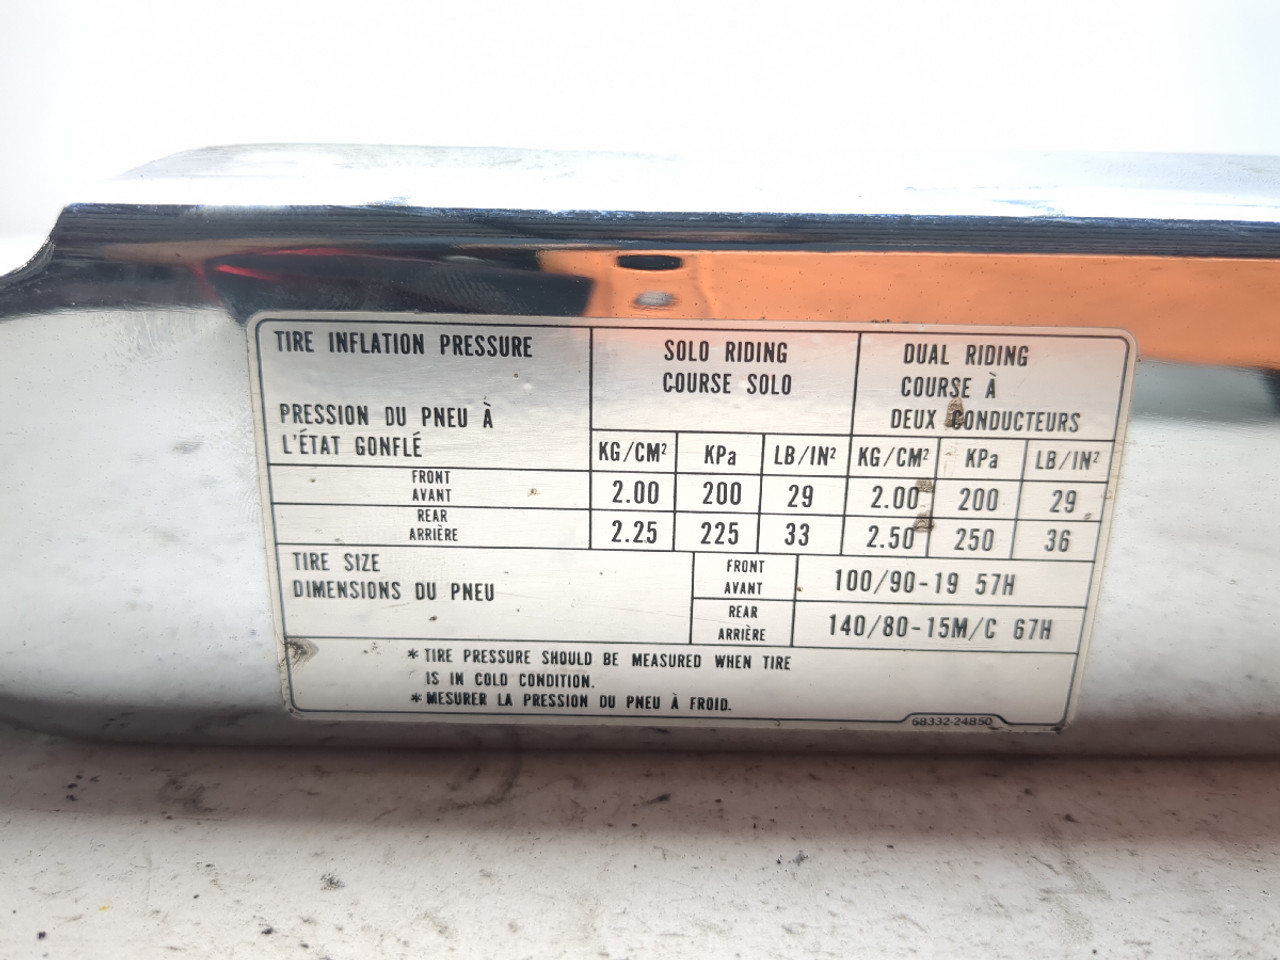 TIRE INFLATION PRESSURE
PRESSION DU PNEU À
L'ÉTAT GONFLÉ
SOLO RIDING
COURSE SOLO
DUAL RIDING
COURSE À
DEUX CONDUCTEURS
KG/CM² KPa LB/IN² KG/CM² KPa LB/IN²
FRONT
AVANT
2.00 200 29 2.00 200 29
REAR
ARRIÈRE
2.25 225 33 2.50 250 36
TIRE SIZE
DIMENSIONS DU PNEU
FRONT
AVANT
100/90-19 57H
REAR
ARRIÈRE
140/80-15M/C 67H
* TIRE PRESSURE SHOULD BE MEASURED WHEN TIRE
IS IN COLD CONDITION.
* MESURER LA PRESSION DU PNEU À FROID.
68332-24B50